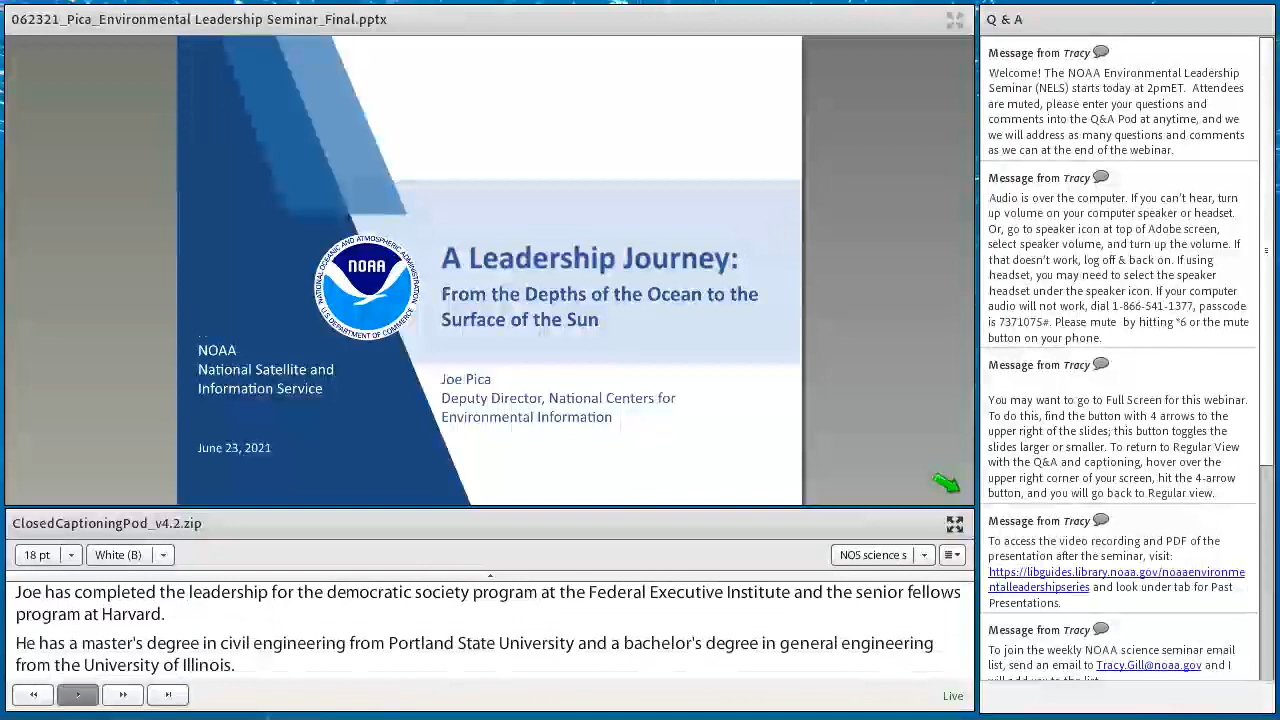 062321_Pica_Environmental Leadership Seminar_Final.pptx
NATIONAL OCEANIC AND ATMOSPHERIC ADMINISTRATION
NOAA
U.S. DEPARTMENT OF COMMERCE
A Leadership Journey:
From the Depths of the Ocean to the
Surface of the Sun
NOAA
National Satellite and
Information Service
Joe Pica
Deputy Director, National Centers for
Environmental Information
June 23, 2021
ClosedCaptioningPod_v4.2.zip
18 pt
White (B)
NOS science s
Joe has completed the leadership for the democratic society program at the Federal Executive Institute and the senior fellows
program at Harvard.
He has a master's degree in civil engineering from Portland State University and a bachelor's degree in general engineering
from the University of Illinois.
Live
Q & A
Message from Tracy
Welcome! The NOAA Environmental Leadership
Seminar (NELS) starts today at 2pmET. Attendees
are muted, please enter your questions and
comments into the Q&A Pod at anytime, and we
we will address as many questions and comments
as we can at the end of the webinar.
Message from Tracy
Audio is over the computer. If you can't hear, turn
up volume on your computer speaker or headset.
Or, go to speaker icon at top of Adobe screen,
select speaker volume, and turn up the volume. If
that doesn't work, log off & back on. If using
headset, you may need to select the speaker
headset under the speaker icon. If your computer
audio will not work, dial 1-866-541-1377, passcode
is 7371075#. Please mute by hitting *6 or the mute
button on your phone.
Message from Tracy
You may want to go to Full Screen for this webinar.
To do this, find the button with 4 arrows to the
upper right of the slides; this button toggles the
slides larger or smaller. To return to Regular View
with the Q&A and captioning, hover over the
upper right corner of your screen, hit the 4-arrow
button, and you will go back to Regular view.
Message from Tracy
To access the video recording and PDF of the
presentation after the seminar, visit:
https://libguides.library.noaa.gov/noaaenvironme
ntalleadershipseries and look under tab for Past
Presentations.
Message from Tracy
To join the weekly NOAA science seminar email
list, send an email to Tracy.Gill@noaa.gov and I
will add you to the list